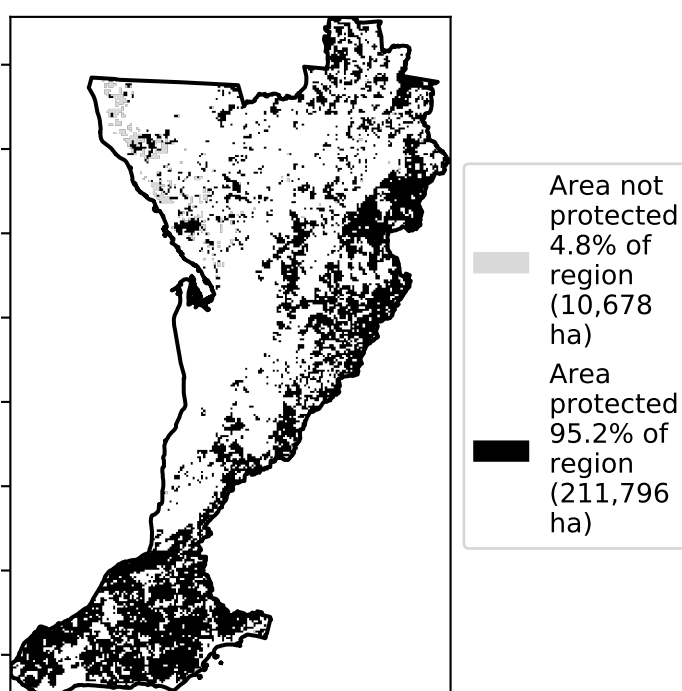 Area not
protected
4.8% of
region
(10,678
ha)
Area
protected
95.2% of
region
(211,796
ha)